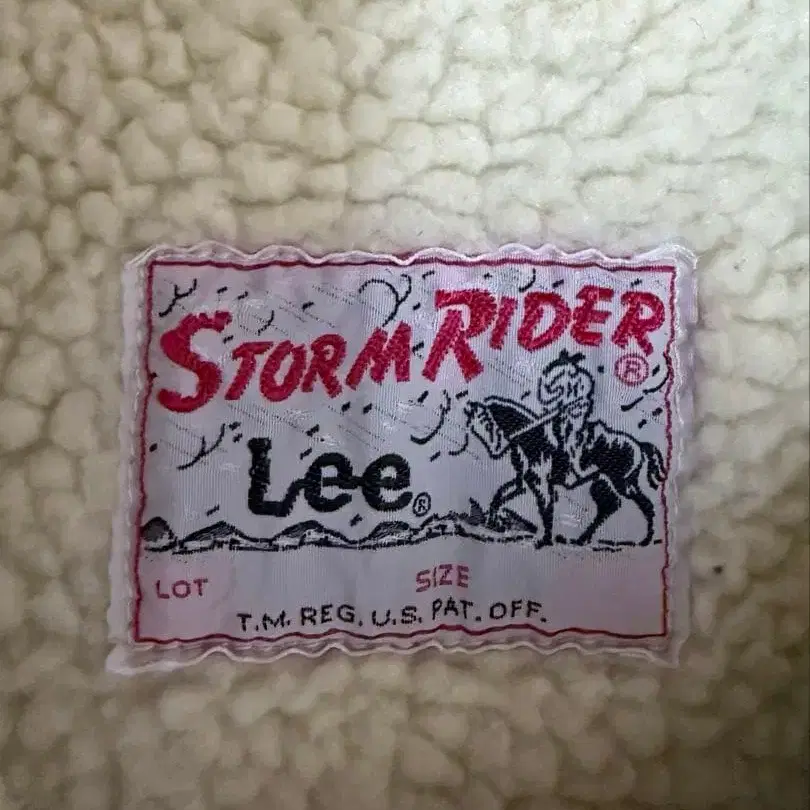 STORM RIDER ®
Lee ®
LOT SIZE
T.M. REG. U.S. PAT. OFF.